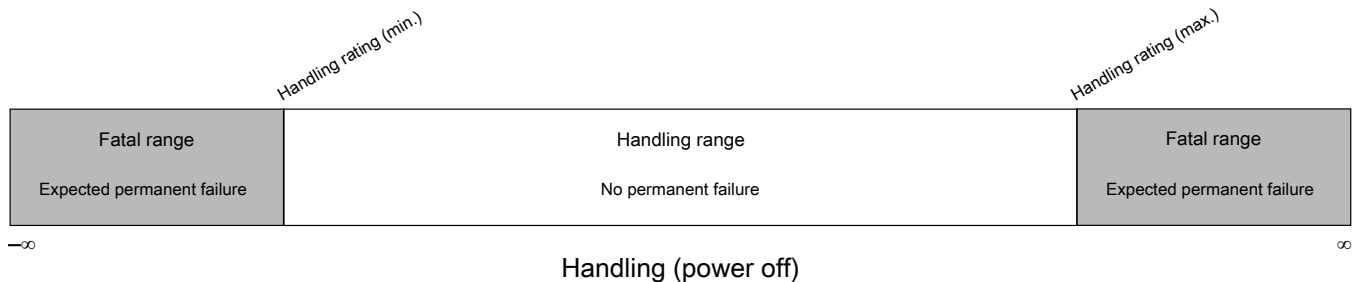 Handling rating (min.)
Handling rating (max.)
Fatal range
Handling range
Fatal range
Expected permanent failure
No permanent failure
Expected permanent failure
–∞
∞
Handling (power off)